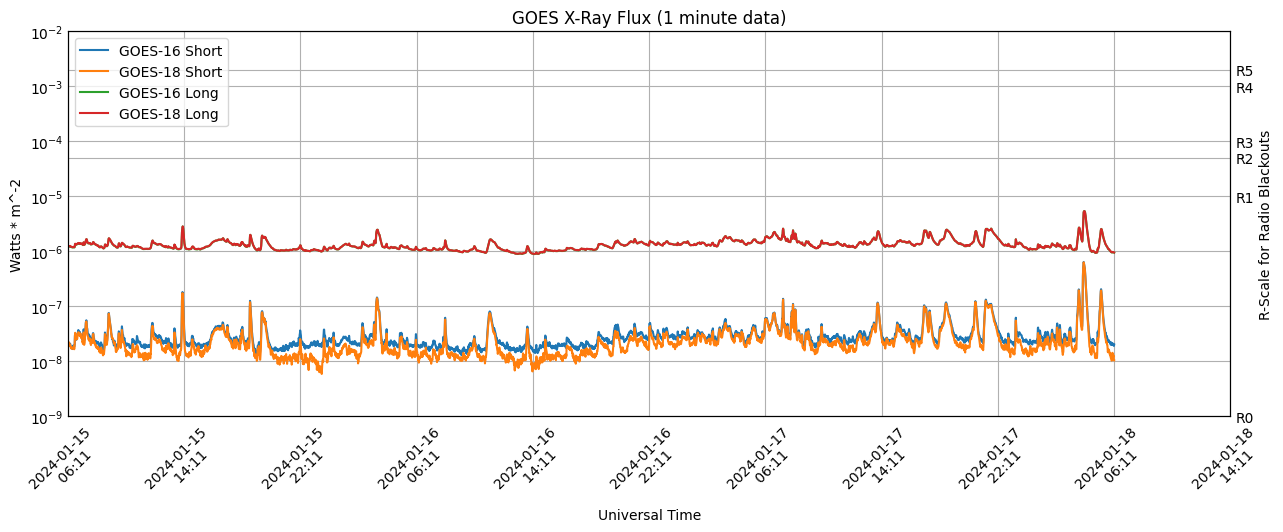 GOES X-Ray Flux (1 minute data)
GOES-16 Short
GOES-18 Short
GOES-16 Long
GOES-18 Long
10^-2
10^-3
10^-4
10^-5
10^-6
10^-7
10^-8
10^-9
Watts * m^-2
R5
R4
R3
R2
R1
R0
R-Scale for Radio Blackouts
2024-01-15
06:11
2024-01-15
14:11
2024-01-15
22:11
2024-01-16
06:11
2024-01-16
14:11
2024-01-16
22:11
2024-01-17
06:11
2024-01-17
14:11
2024-01-17
22:11
2024-01-18
06:11
2024-01-18
14:11
Universal Time